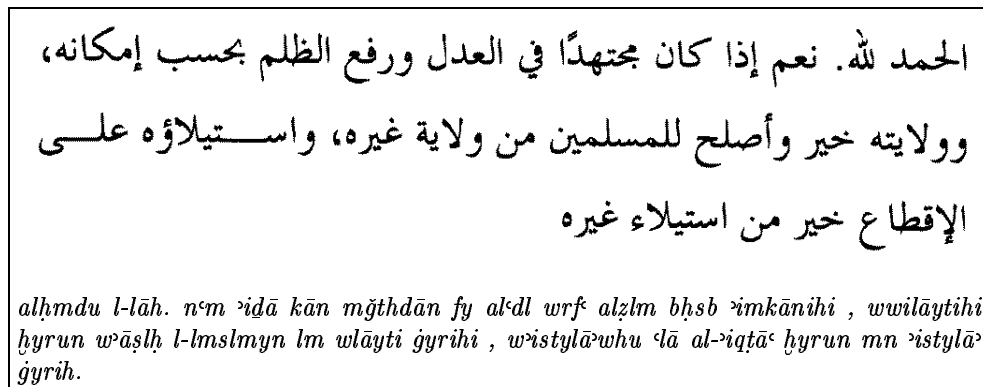 الحمد لله. نعم إذا كان مجتهدًا في العدل ورفع الظلم بحسب إمكانه،
وولايته خير وأصلح للمسلمين من ولاية غيره، واستيلاؤه على
الإقطاع خير من استيلاء غيره
alḥmdu l-lāh. nʿm ʾiḏā kān mǧthdān fy alʿdl wrfʿ alẓlm bḥsb ʾimkānihi , wwilāytihi
ḫyrun wʾāṣlḥ l-lmslmyn lm wlāyti ġyrihi , wʾistylāʾwhu ʿlā al-ʾiqṭāʿ ḫyrun mn ʾistylāʾ
ġyrih.